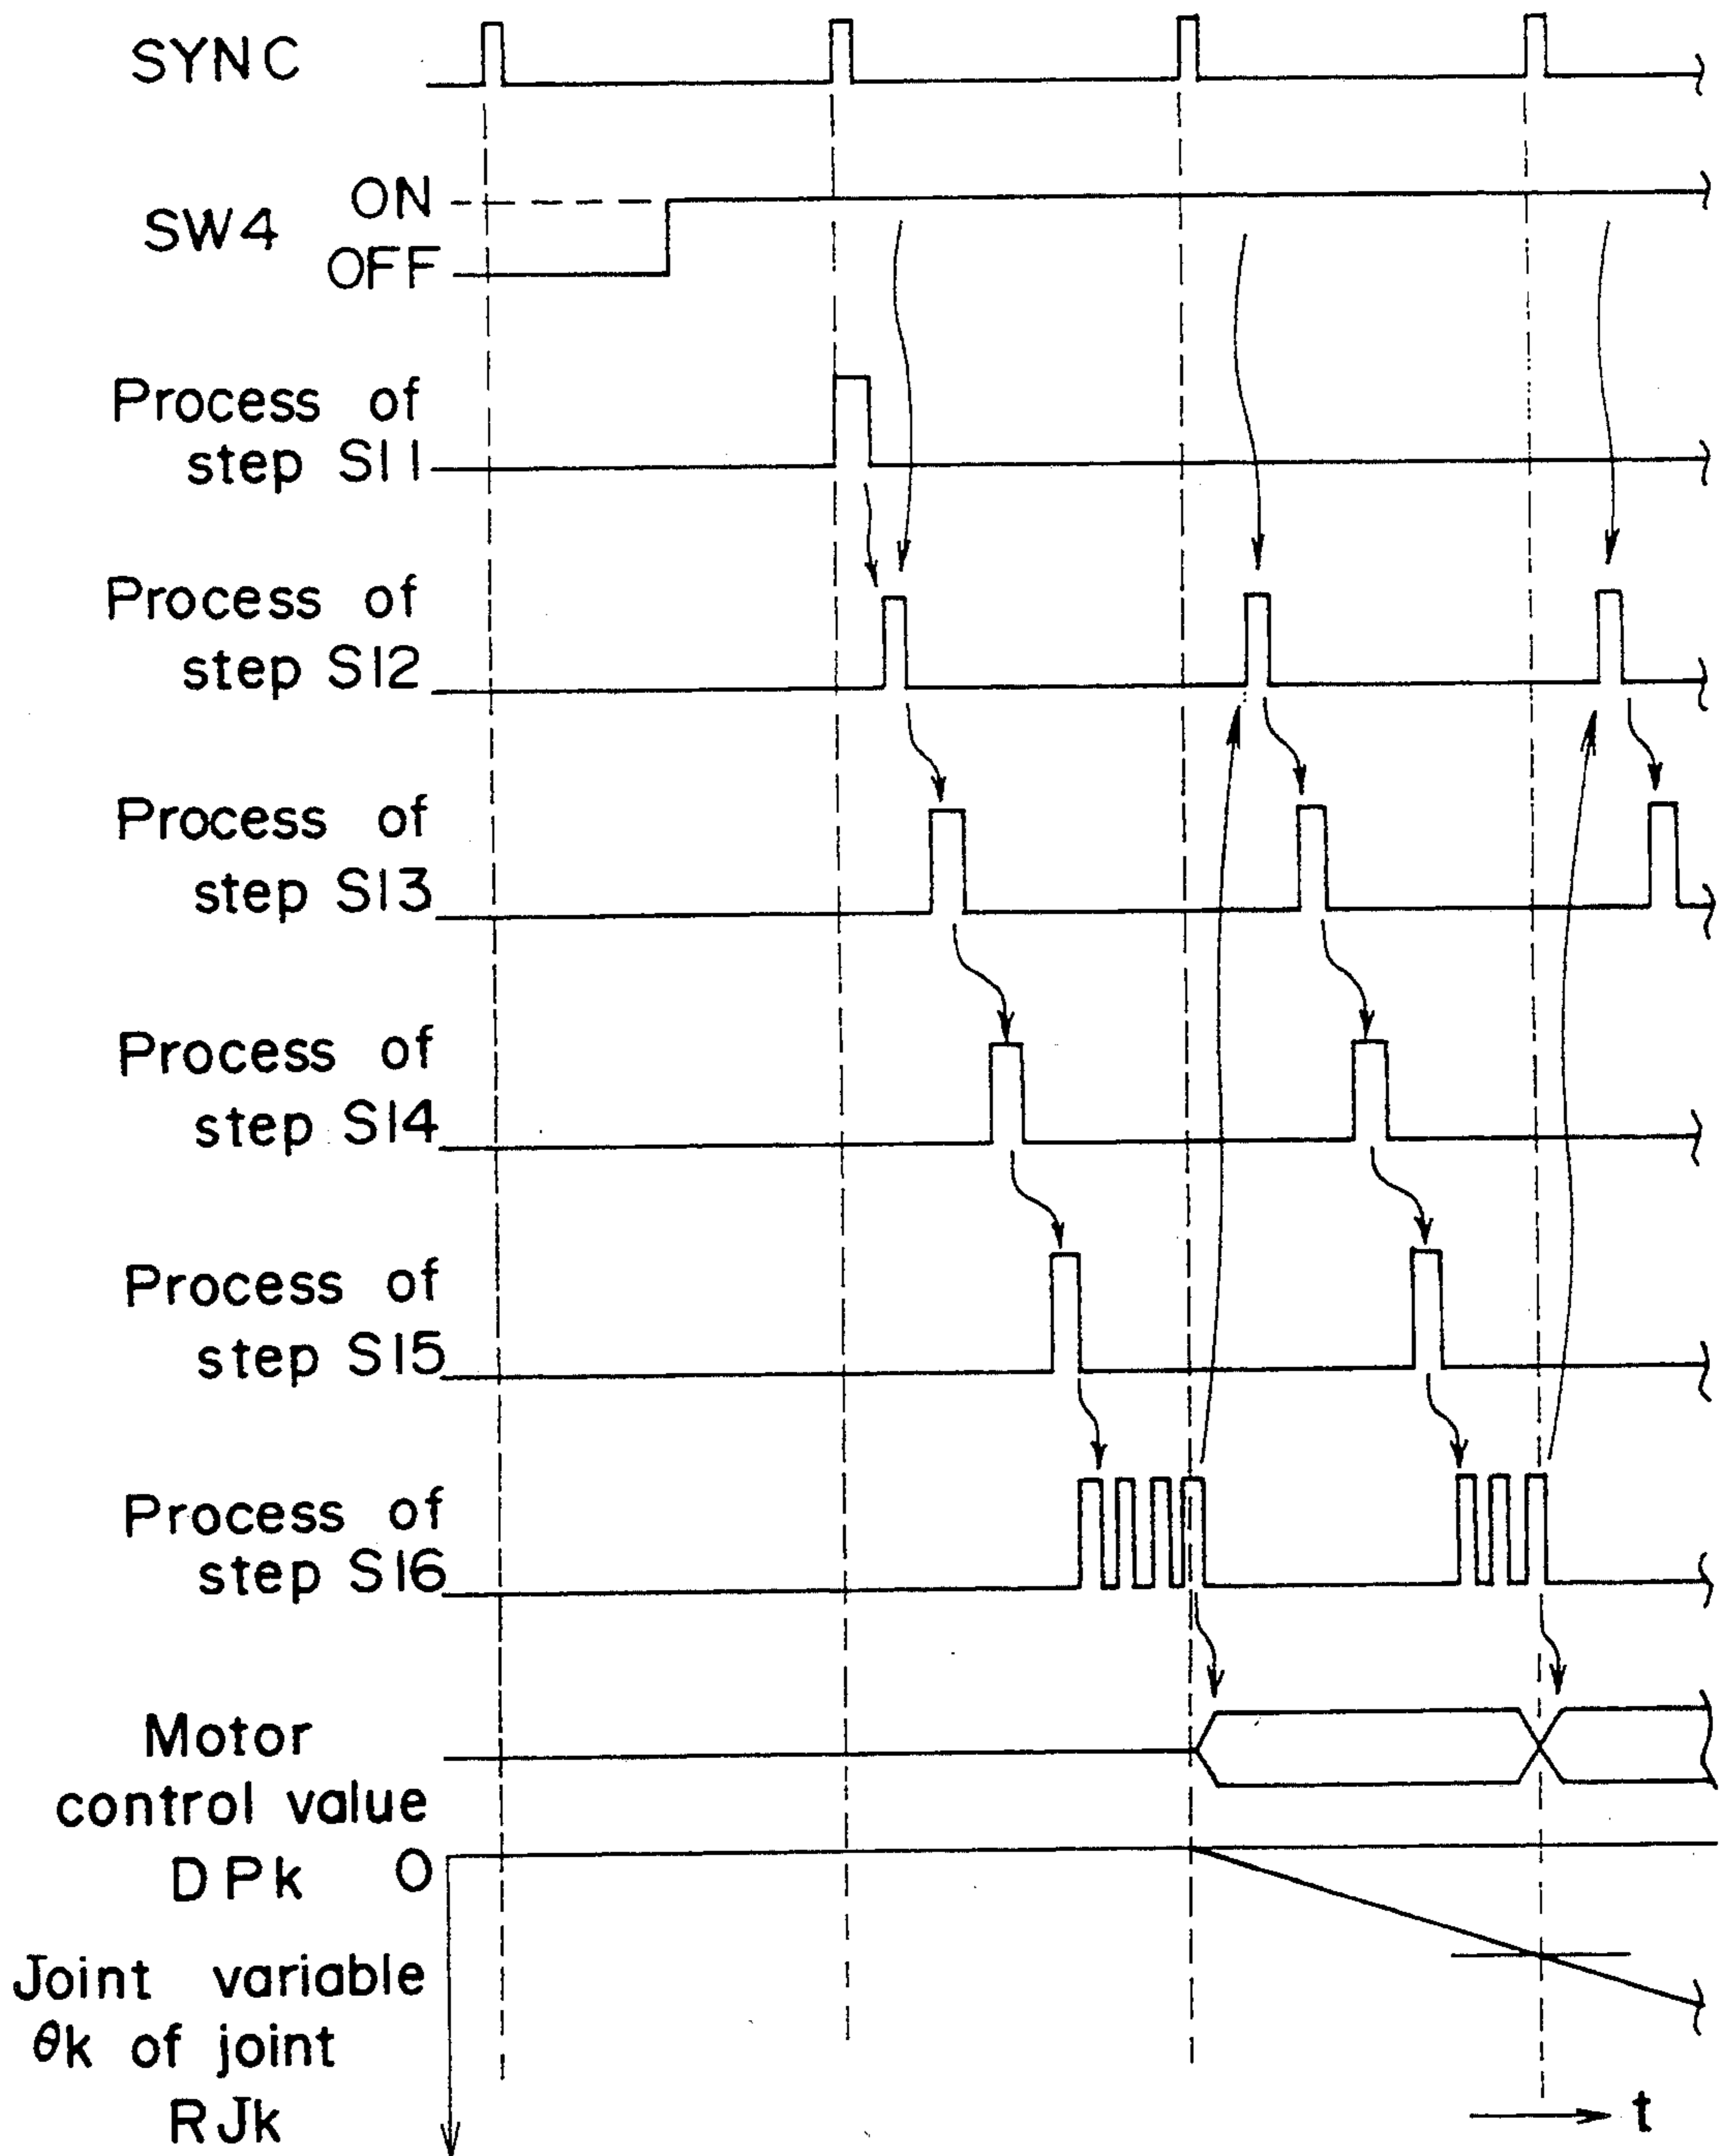 SYNC
ON
SW4
OFF
Process of
step S11
Process of
step S12
Process of
step S13
Process of
step S14
Process of
step S15
Process of
step S16
Motor
control value
DPk 0
Joint variable
θk of joint
RJk
t